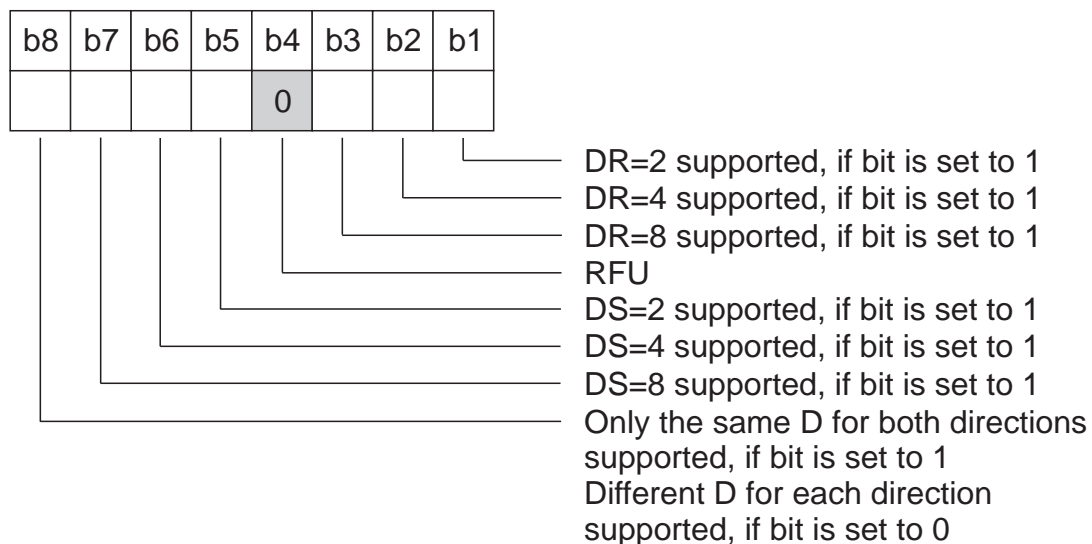 b8 b7 b6 b5 b4 b3 b2 b1
0
DR=2 supported, if bit is set to 1
DR=4 supported, if bit is set to 1
DR=8 supported, if bit is set to 1
RFU
DS=2 supported, if bit is set to 1
DS=4 supported, if bit is set to 1
DS=8 supported, if bit is set to 1
Only the same D for both directions
supported, if bit is set to 1
Different D for each direction
supported, if bit is set to 0